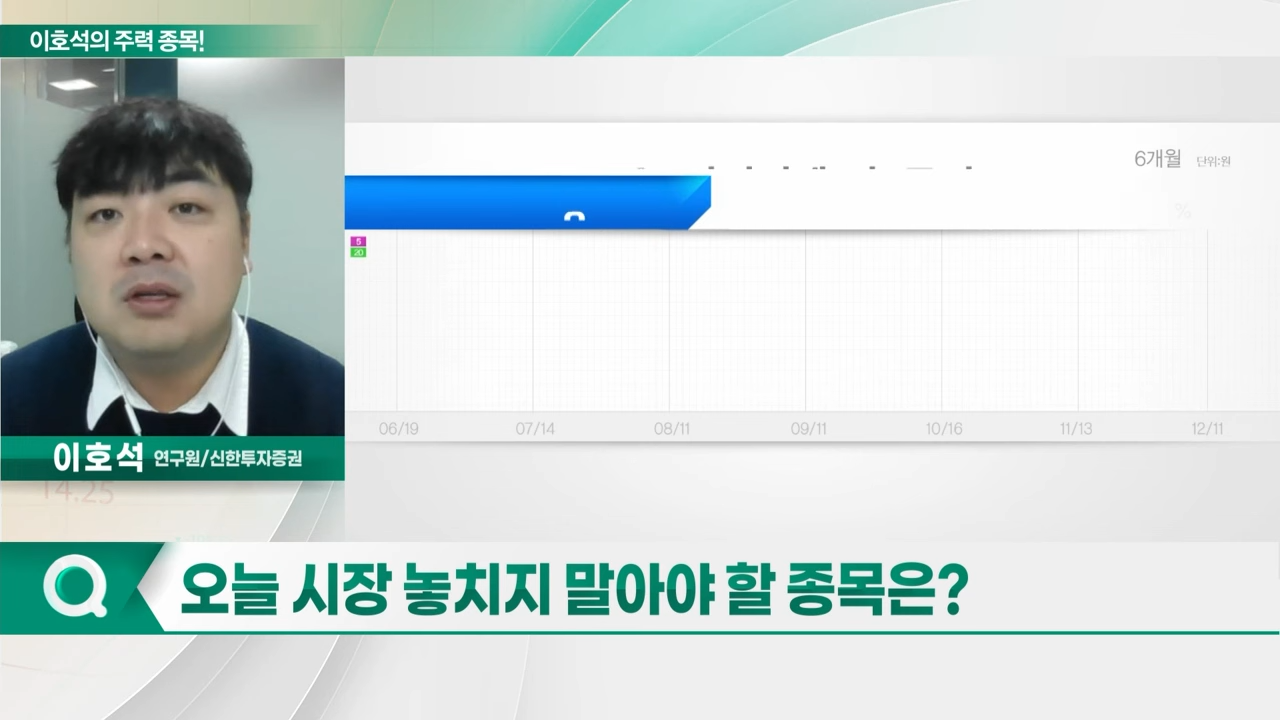 이호석의 주력 종목!
6개월 단위:원
%
5
20
06/19 07/14 08/11 09/11 10/16 11/13 12/11
이호석 연구원/신한투자증권
14.25
오늘 시장 놓치지 말아야 할 종목은?